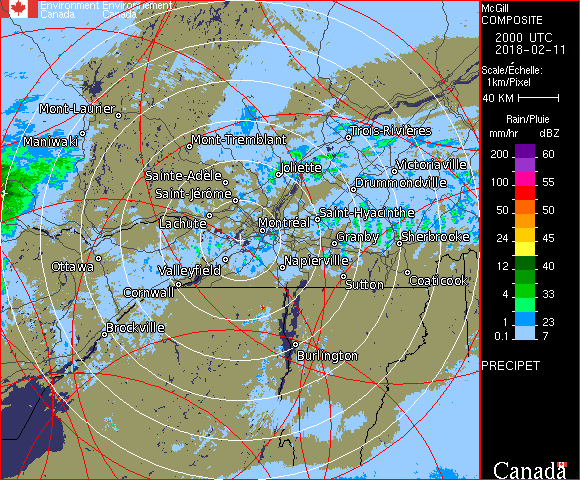 Environment Environnement
Canada Canada
McGill
COMPOSITE
2000 UTC
2018-02-11
Scale/Échelle:
1km/Pixel
40 KM
Rain/Pluie
mm/hr dBZ
200 60
100 55
50 50
24 45
12 40
4 33
1 23
0.1 7
PRECIPET
Canada
Mont-Laurier
Maniwaki
Mont-Tremblant
Trois-Rivières
Sainte-Adèle
Joliette
Victoriaville
Saint-Jérôme
Drummondville
Lachute
Montréal
Saint-Hyacinthe
Granby
Sherbrooke
Ottawa
Valleyfield
Napierville
Cornwall
Sutton
Coaticook
Brockville
Burlington